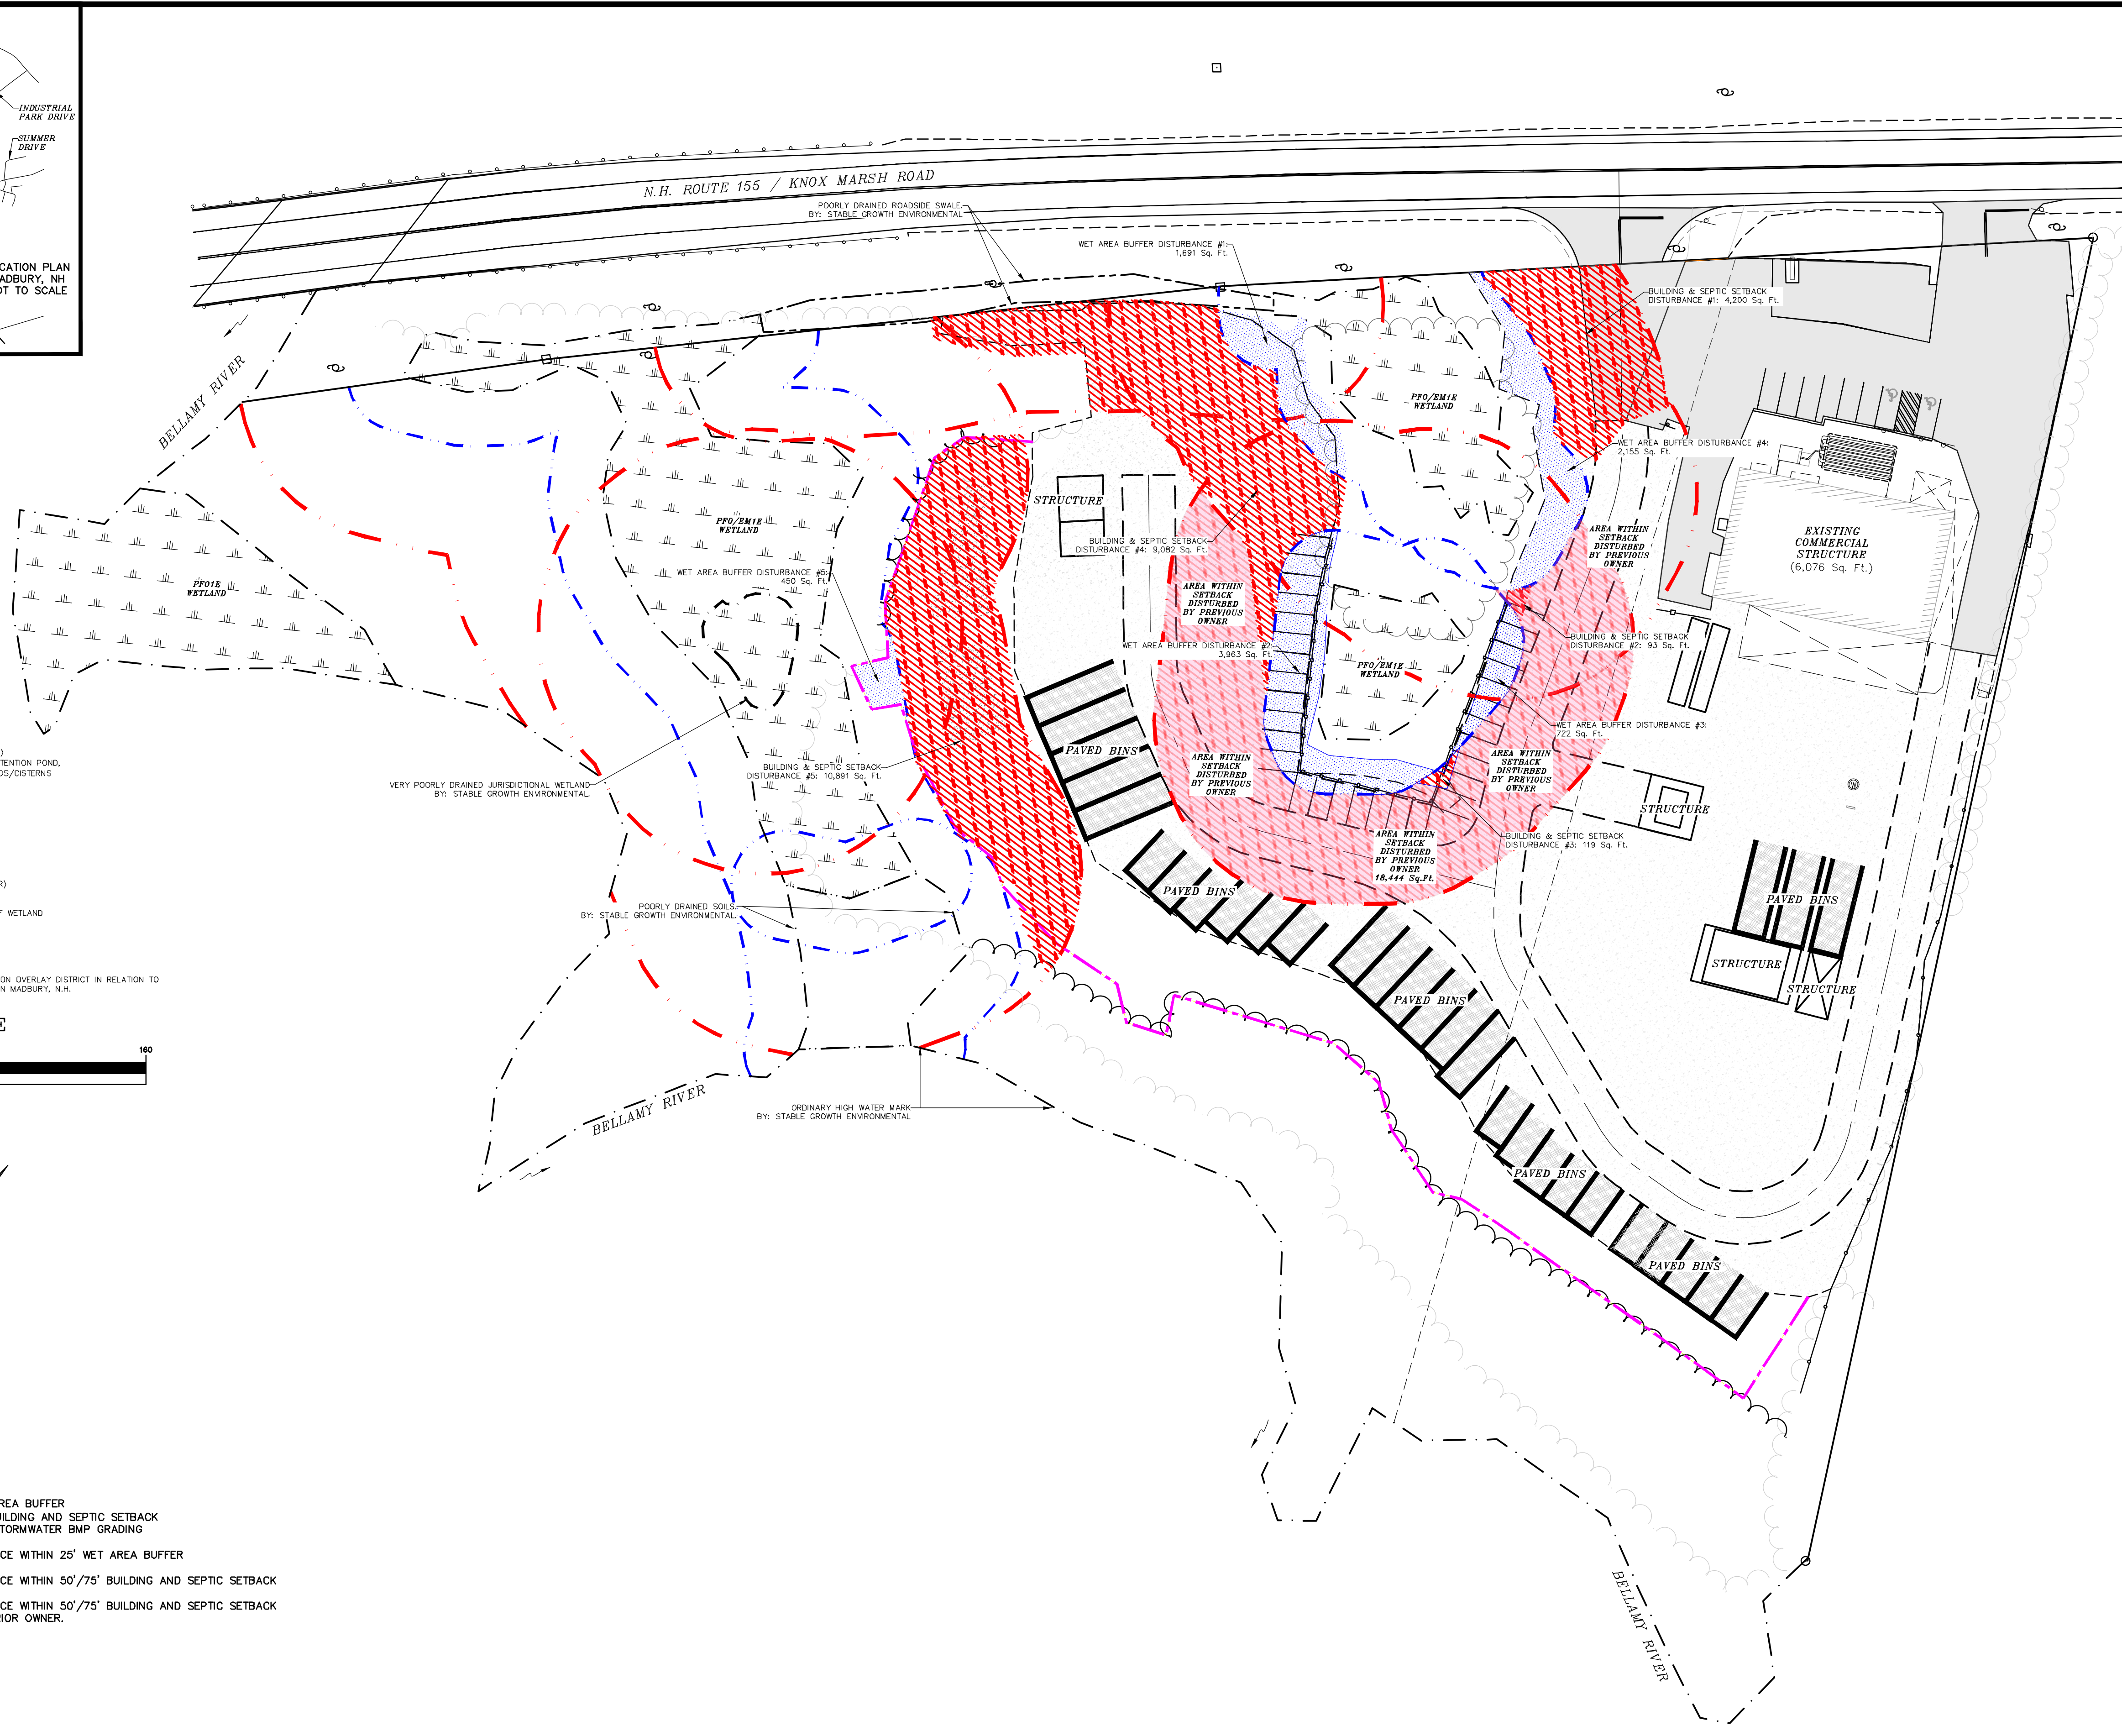 INDUSTRIAL
PARK DRIVE
SUMMER
DRIVE
CATION PLAN
ADBURY, NH
OT TO SCALE
N.H. ROUTE 155 / KNOX MARSH ROAD
POORLY DRAINED ROADSIDE SWALE.
BY: STABLE GROWTH ENVIRONMENTAL
WET AREA BUFFER DISTURBANCE #1:
1,691 Sq. Ft.
BUILDING & SEPTIC SETBACK
DISTURBANCE #1: 4,200 Sq. Ft.
BELLAMY RIVER
PFO/EM1E
WETLAND
WET AREA BUFFER DISTURBANCE #4:
2,155 Sq. Ft.
STRUCTURE
PFO/EM1E
WETLAND
BUILDING & SEPTIC SETBACK
DISTURBANCE #4: 9,082 Sq. Ft.
AREA WITHIN
SETBACK
DISTURBED
BY PREVIOUS
OWNER
EXISTING
COMMERCIAL
STRUCTURE
(6,076 Sq. Ft.)
PFO1E
WETLAND
WET AREA BUFFER DISTURBANCE #5:
450 Sq. Ft.
AREA WITHIN
SETBACK
DISTURBED
BY PREVIOUS
OWNER
WET AREA BUFFER DISTURBANCE #2:
3,963 Sq. Ft.
BUILDING & SEPTIC SETBACK
DISTURBANCE #2: 93 Sq. Ft.
PFO/EM1E
WETLAND
WET AREA BUFFER DISTURBANCE #3:
722 Sq. Ft.
)
TENTION POND,
DS/CISTERNS
PAVED BINS
BUILDING & SEPTIC SETBACK
DISTURBANCE #5: 10,891 Sq. Ft.
AREA WITHIN
SETBACK
DISTURBED
BY PREVIOUS
OWNER
AREA WITHIN
SETBACK
DISTURBED
BY PREVIOUS
OWNER
VERY POORLY DRAINED JURISDICTIONAL WETLAND
BY: STABLE GROWTH ENVIRONMENTAL.
W
STRUCTURE
BUILDING & SEPTIC SETBACK
DISTURBANCE #3: 119 Sq. Ft.
AREA WITHIN
SETBACK
DISTURBED
BY PREVIOUS
OWNER
18,444 Sq.Ft.
R)
PAVED BINS
PAVED BINS
F WETLAND
POORLY DRAINED SOILS.
BY: STABLE GROWTH ENVIRONMENTAL.
STRUCTURE
ON OVERLAY DISTRICT IN RELATION TO
N MADBURY, N.H.
STRUCTURE
PAVED BINS
E
160
BELLAMY RIVER
ORDINARY HIGH WATER MARK
BY: STABLE GROWTH ENVIRONMENTAL
PAVED BINS
PAVED BINS
REA BUFFER
UILDING AND SEPTIC SETBACK
TORMWATER BMP GRADING
CE WITHIN 25' WET AREA BUFFER
CE WITHIN 50'/75' BUILDING AND SEPTIC SETBACK
CE WITHIN 50'/75' BUILDING AND SEPTIC SETBACK
RIOR OWNER.
BELLAMY RIVER